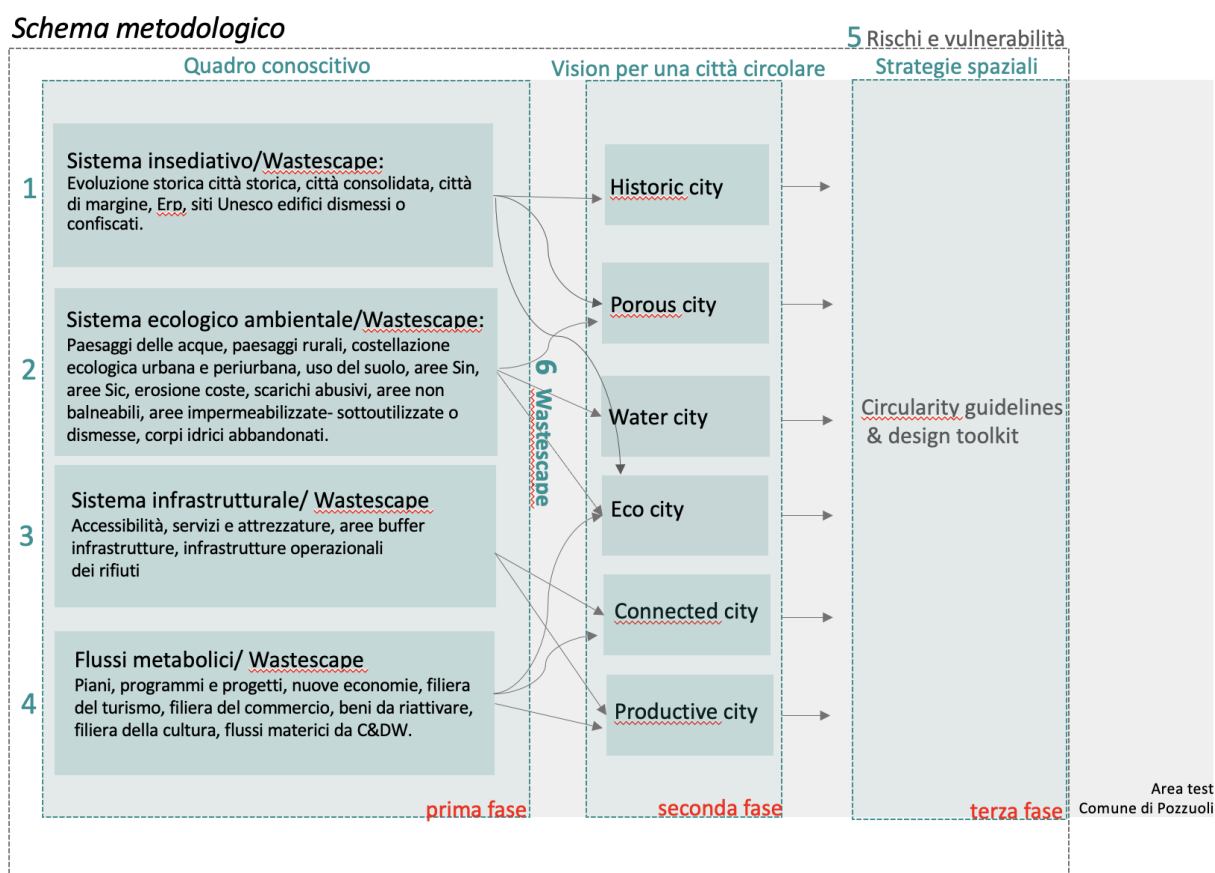 Schema metodologico
5 Rischi e vulnerabilità
Quadro conoscitivo
Vision per una città circolare
Strategie spaziali
1
Sistema insediativo/Wastescape:
Evoluzione storica città storica, città consolidata, città
di margine, Erp, siti Unesco edifici dismessi o
confiscati.
2
Sistema ecologico ambientale/Wastescape:
Paesaggi delle acque, paesaggi rurali, costellazione
ecologica urbana e periurbana, uso del suolo, aree Sin,
aree Sic, erosione coste, scarichi abusivi, aree non
balneabili, aree impermeabilizzate- sottoutilizzate o
dismesse, corpi idrici abbandonati.
3
Sistema infrastrutturale/ Wastescape
Accessibilità, servizi e attrezzature, aree buffer
infrastrutture, infrastrutture operazionali
dei rifiuti
4
Flussi metabolici/ Wastescape
Piani, programmi e progetti, nuove economie, filiera
del turismo, filiera del commercio, beni da riattivare,
filiera della cultura, flussi materici da C&DW.
prima fase
6 Wastescape
Historic city
Porous city
Water city
Eco city
Connected city
Productive city
seconda fase
Circularity guidelines
& design toolkit
terza fase
Area test
Comune di Pozzuoli